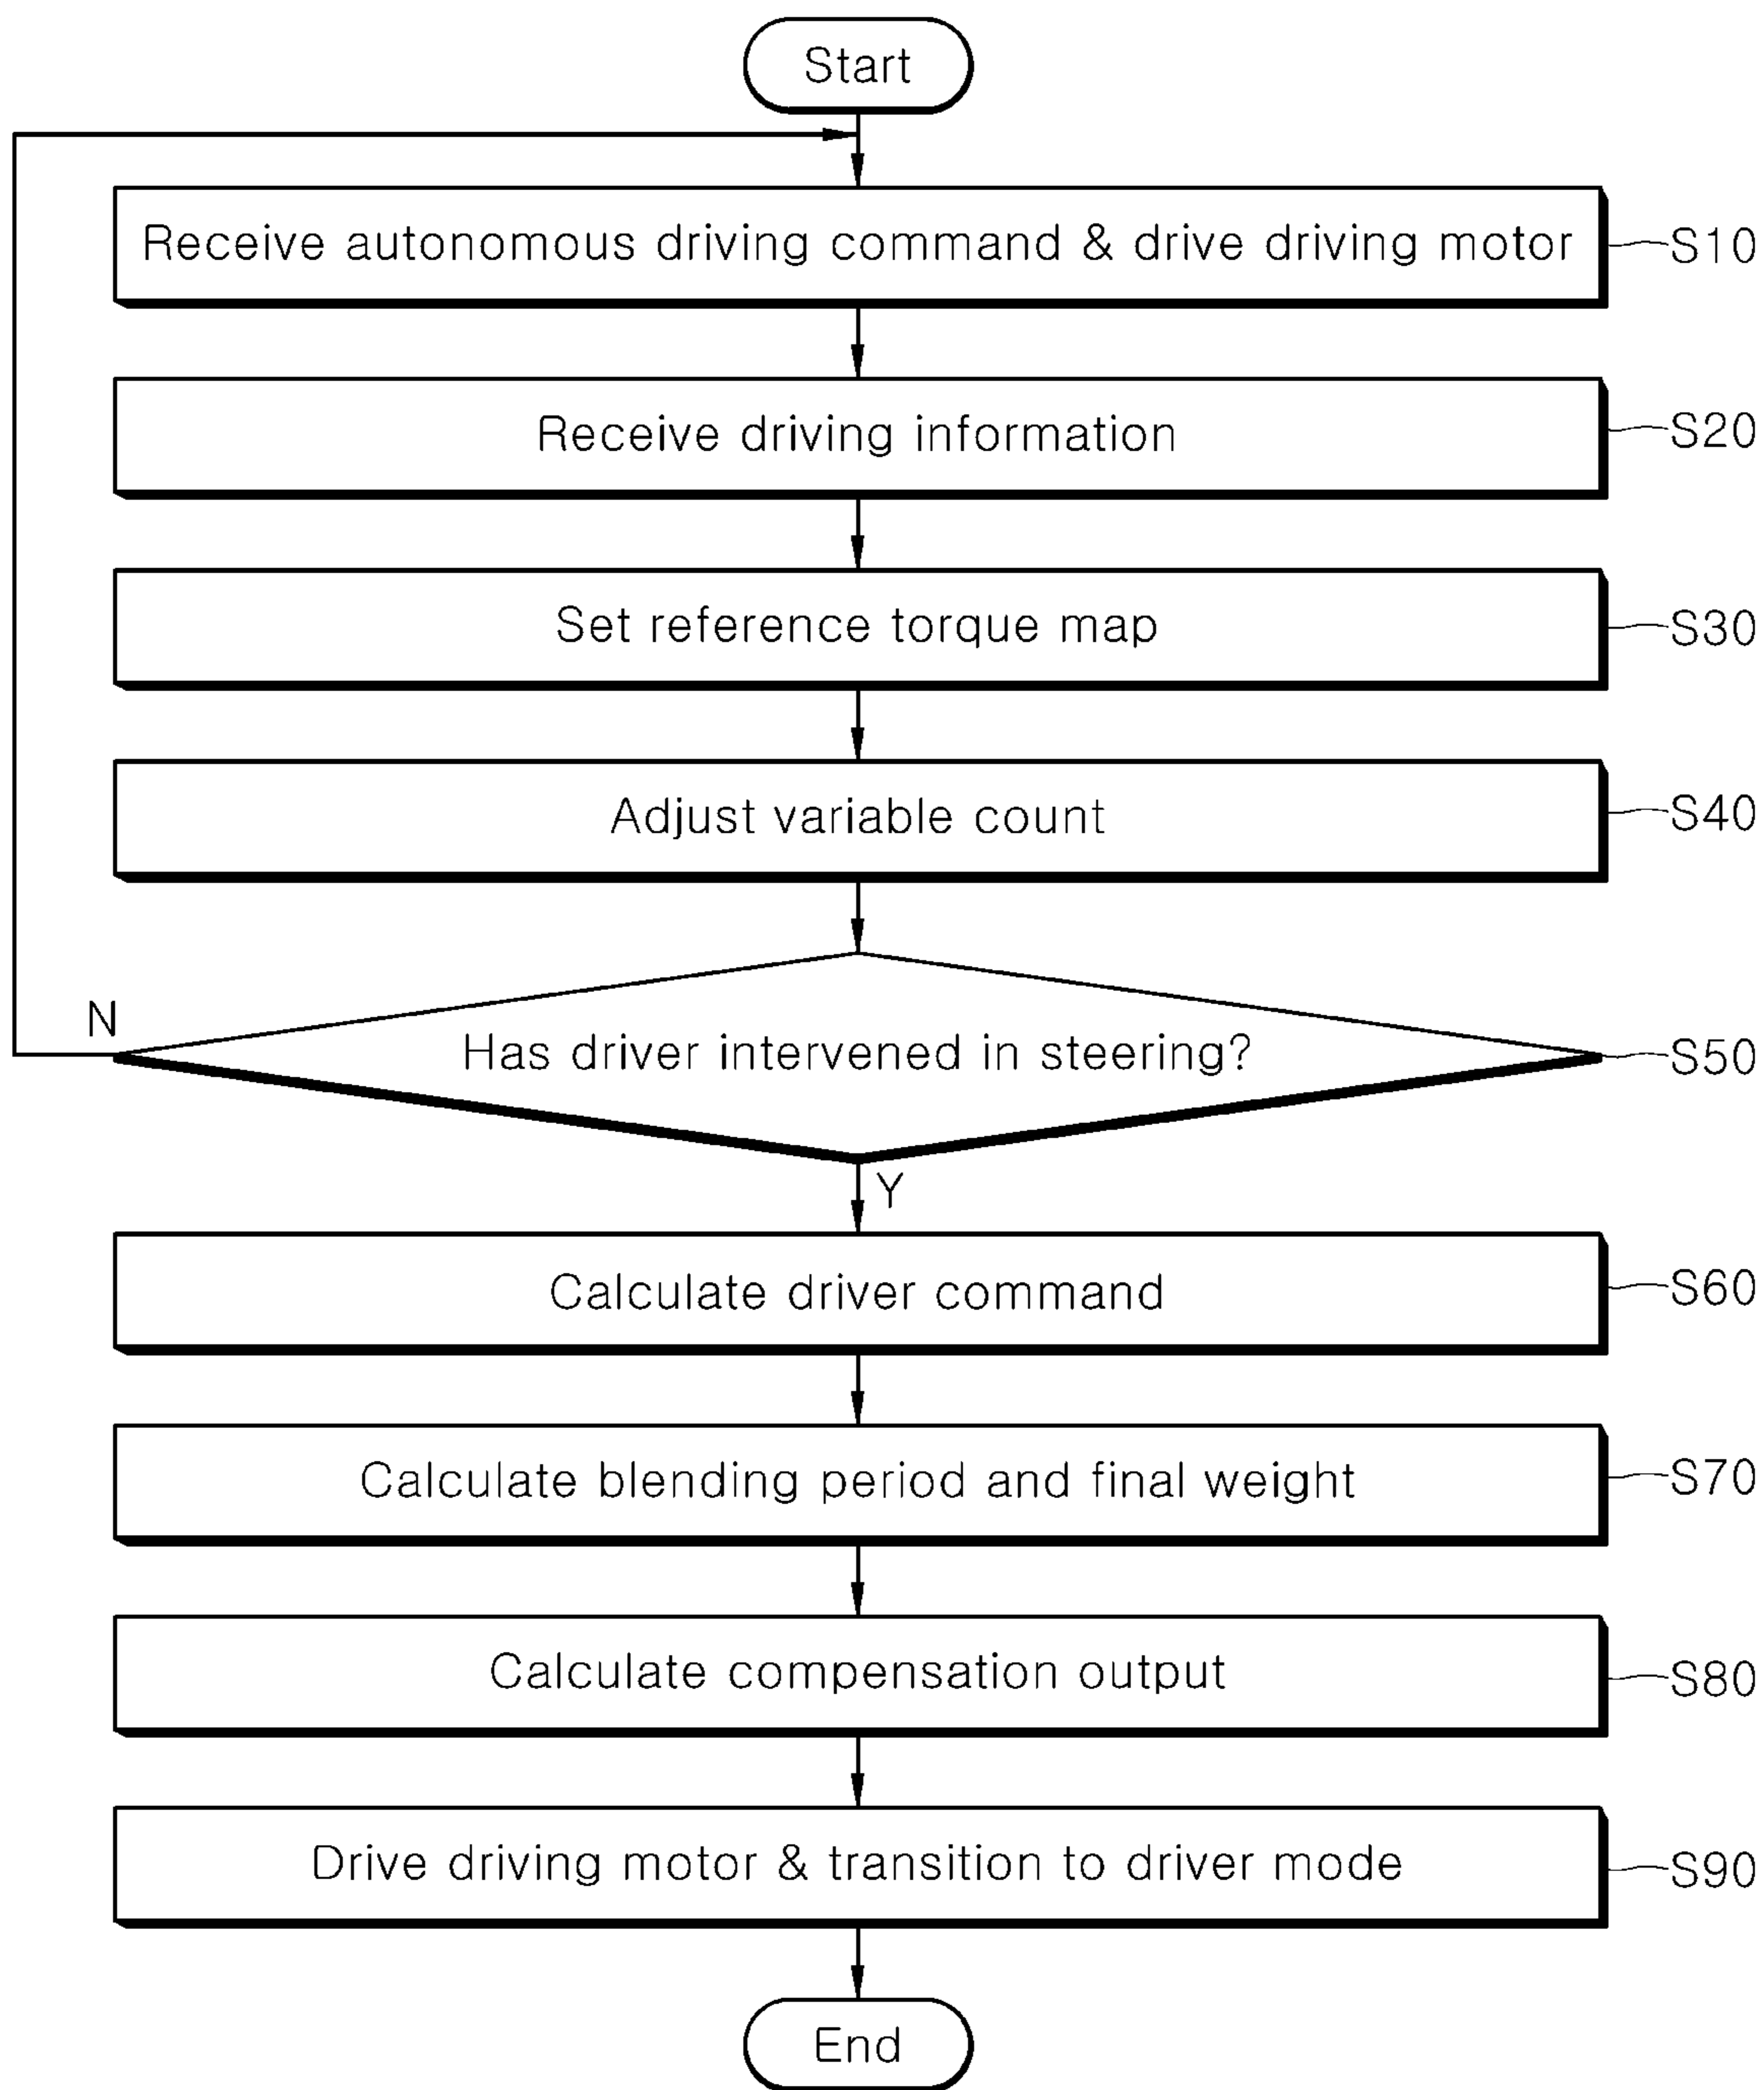 Start
Receive autonomous driving command & drive driving motor
S10
Receive driving information
S20
Set reference torque map
S30
Adjust variable count
S40
N
Has driver intervened in steering?
S50
Y
Calculate driver command
S60
Calculate blending period and final weight
S70
Calculate compensation output
S80
Drive driving motor & transition to driver mode
S90
End